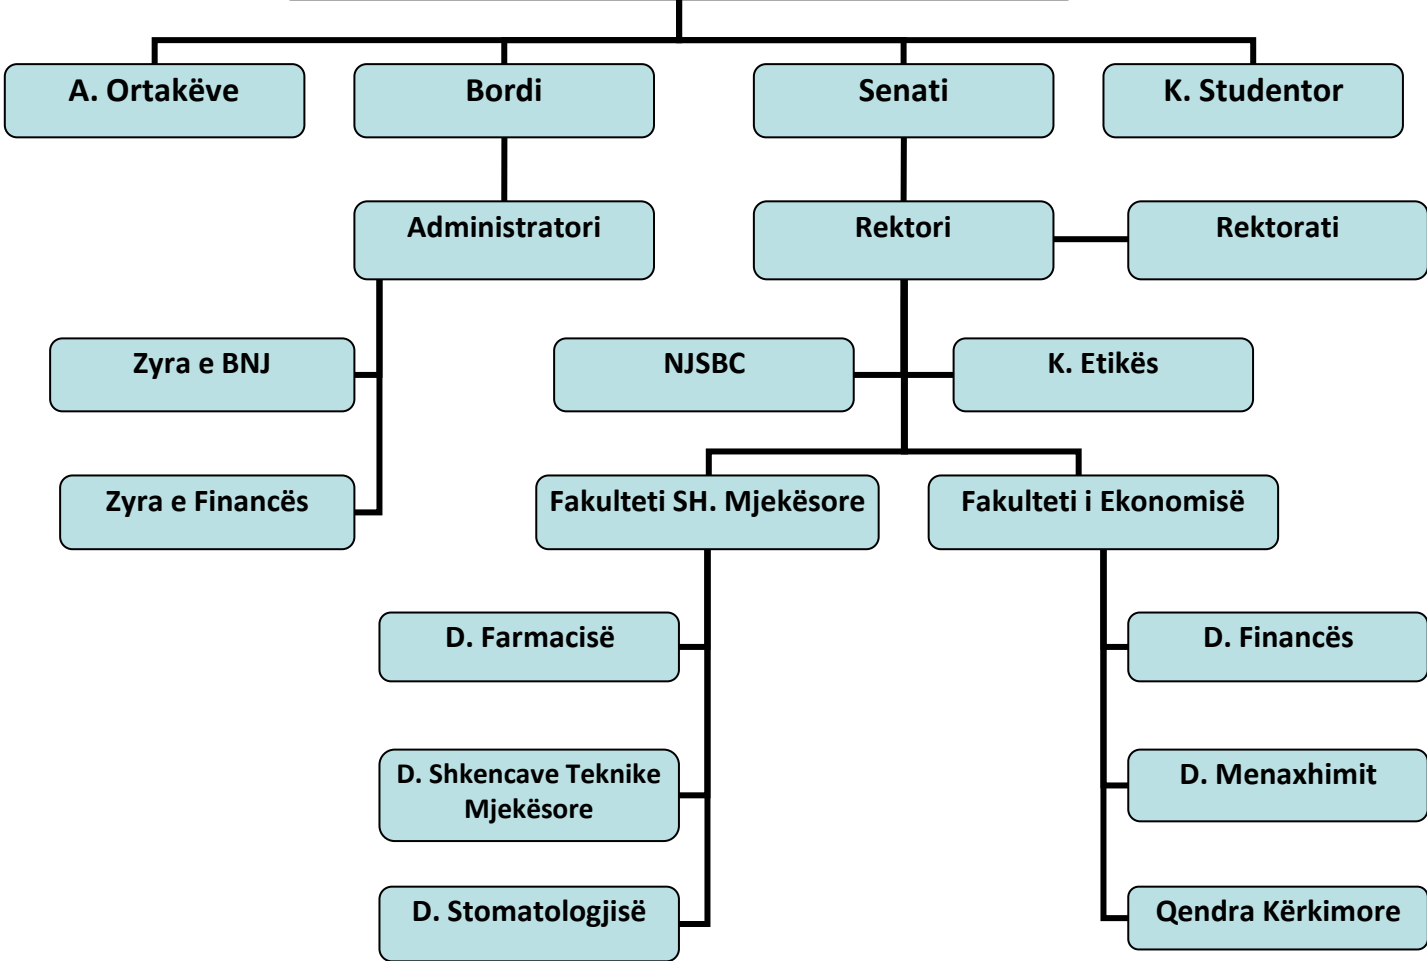 A. Ortakëve
Bordi
Senati
K. Studentor
Administratori
Rektori
Rektorati
Zyra e BNJ
NJSBC
K. Etikës
Zyra e Financës
Fakulteti SH. Mjekësore
Fakulteti i Ekonomisë
D. Farmacisë
D. Financës
D. Shkencave Teknike
Mjekësore
D. Menaxhimit
D. Stomatologjisë
Qendra Kërkimore